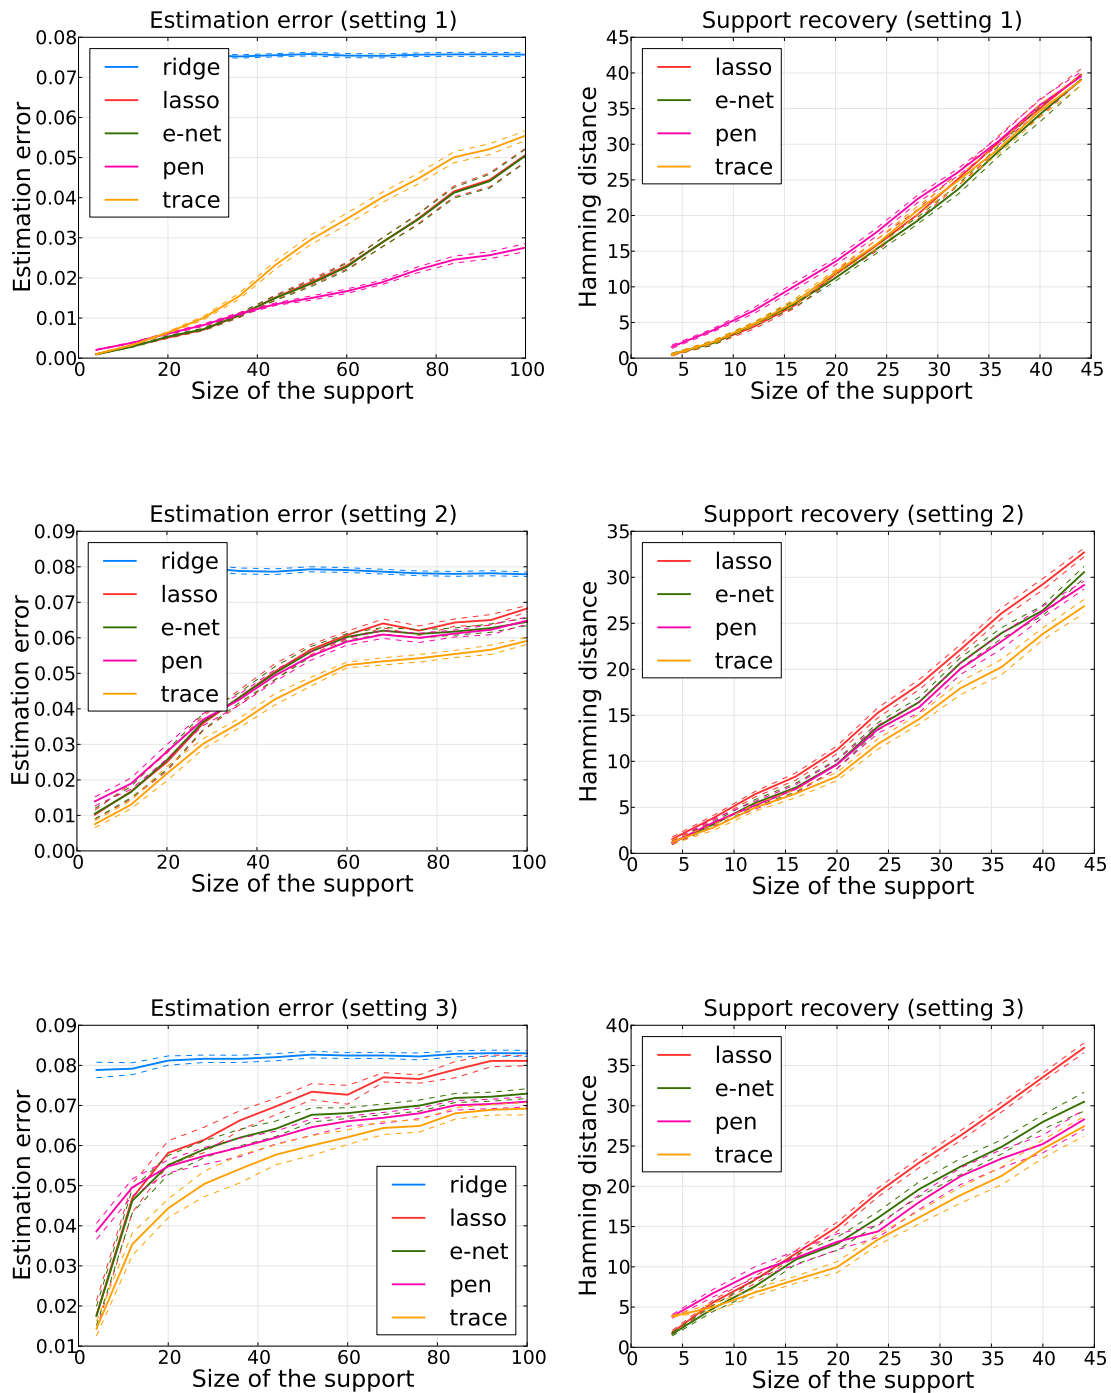 Estimation error (setting 1)
0.08
0.07
0.06
0.05
0.04
0.03
0.02
0.01
0.00
Estimation error
ridge
lasso
e-net
pen
trace
0 20 40 60 80 100
Size of the support
Support recovery (setting 1)
45
40
35
30
25
20
15
10
5
0
Hamming distance
lasso
e-net
pen
trace
0 5 10 15 20 25 30 35 40 45
Size of the support
Estimation error (setting 2)
0.09
0.08
0.07
0.06
0.05
0.04
0.03
0.02
0.01
0.00
Estimation error
ridge
lasso
e-net
pen
trace
0 20 40 60 80 100
Size of the support
Support recovery (setting 2)
35
30
25
20
15
10
5
0
Hamming distance
lasso
e-net
pen
trace
0 5 10 15 20 25 30 35 40 45
Size of the support
Estimation error (setting 3)
0.09
0.08
0.07
0.06
0.05
0.04
0.03
0.02
0.01
Estimation error
ridge
lasso
e-net
pen
trace
0 20 40 60 80 100
Size of the support
Support recovery (setting 3)
40
35
30
25
20
15
10
5
0
Hamming distance
lasso
e-net
pen
trace
0 5 10 15 20 25 30 35 40 45
Size of the support